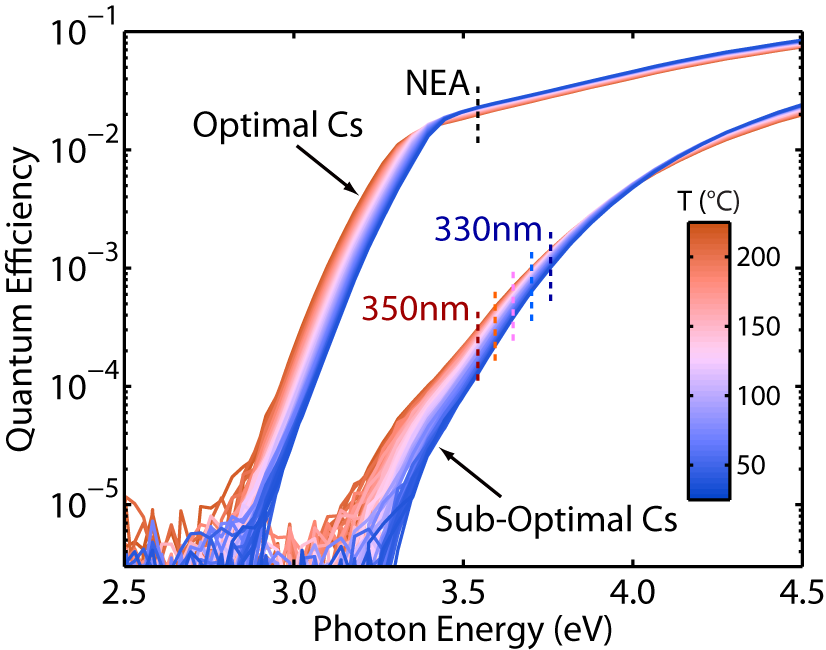 10⁻¹
NEA
Optimal Cs
10⁻²
T (°C)
330nm
200
10⁻³
350nm
150
10⁻⁴
100
50
10⁻⁵
Sub-Optimal Cs
2.5 3.0 3.5 4.0 4.5
Photon Energy (eV)
Quantum Efficiency